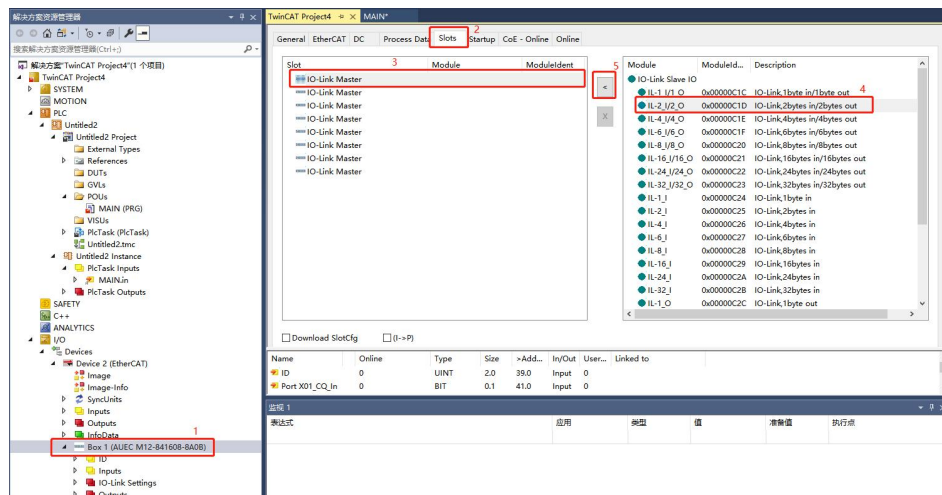 解决方案资源管理器
搜索解决方案资源管理器(Ctrl+;)
解决方案"TwinCAT Project4"(1 个项目)
TwinCAT Project4
SYSTEM
MOTION
PLC
Untitled2
Untitled2 Project
External Types
References
DUTs
GVLs
POUs
MAIN (PRG)
VISUs
PlcTask (PlcTask)
Untitled2.tmc
Untitled2 Instance
PlcTask Inputs
MAIN.in
PlcTask Outputs
SAFETY
C++
ANALYTICS
I/O
Devices
Device 2 (EtherCAT)
Image
Image-Info
SyncUnits
Inputs
Outputs
InfoData
1
Box 1 (AUEC M12-841608-8A0B)
ID
Inputs
IO-Link Settings
Outputs
TwinCAT Project4 MAIN*
2
General EtherCAT DC Process Data Slots Startup CoE - Online Online
3
Slot Module ModuleIdent
IO-Link Master
IO-Link Master
IO-Link Master
IO-Link Master
IO-Link Master
IO-Link Master
IO-Link Master
IO-Link Master
5
<
X
Module ModuleId... Description
IO-Link Slave IO
4
IL-1_I/1_O 0x00000C1C IO-Link,1byte in/1byte out
IL-2_I/2_O 0x00000C1D IO-Link,2bytes in/2bytes out
IL-4_I/4_O 0x00000C1E IO-Link,4bytes in/4bytes out
IL-6_I/6_O 0x00000C1F IO-Link,6bytes in/6bytes out
IL-8_I/8_O 0x00000C20 IO-Link,8bytes in/8bytes out
IL-16_I/16_O 0x00000C21 IO-Link,16bytes in/16bytes out
IL-24_I/24_O 0x00000C22 IO-Link,24bytes in/24bytes out
IL-32_I/32_O 0x00000C23 IO-Link,32bytes in/32bytes out
IL-1_I 0x00000C24 IO-Link,1byte in
IL-2_I 0x00000C25 IO-Link,2bytes in
IL-4_I 0x00000C26 IO-Link,4bytes in
IL-6_I 0x00000C27 IO-Link,6bytes in
IL-8_I 0x00000C28 IO-Link,8bytes in
IL-16_I 0x00000C29 IO-Link,16bytes in
IL-24_I 0x00000C2A IO-Link,24bytes in
IL-32_I 0x00000C2B IO-Link,32bytes in
IL-1_O 0x00000C2C IO-Link,1byte out
Download SlotCfg (I->P)
Name Online Type Size >Add... In/Out User... Linked to
ID 0 UINT 2.0 39.0 Input 0
Port X01_CQ_In 0 BIT 0.1 41.0 Input 0
监视 1
表达式 应用 类型 值 准备值 执行点